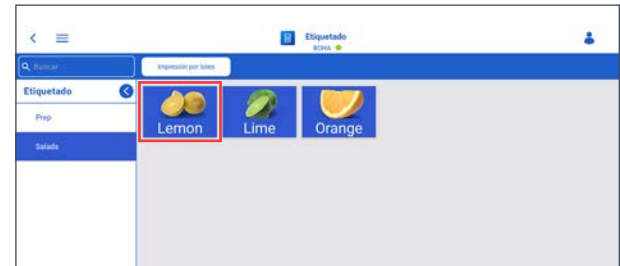 Etiquetado
BOHA
Buscar
Impresión por lotes
Etiquetado
Prep
Salads
Lemon
Lime
Orange